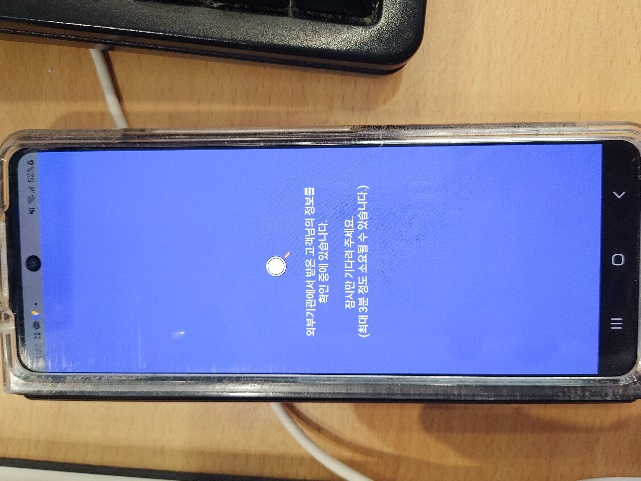 52%
외부기관에서 받은 고객님의 정보를
확인 중에 있습니다.
잠시만 기다려 주세요.
(최대 3분 정도 소요될 수 있습니다.)